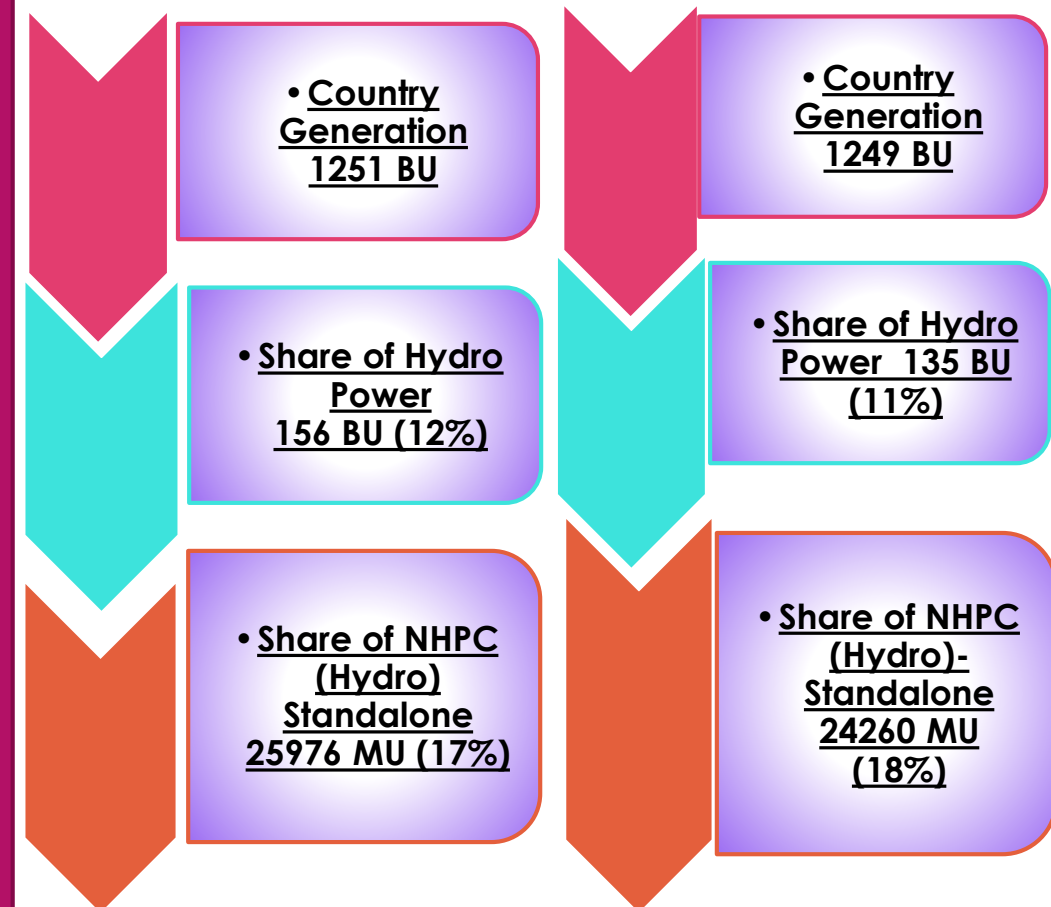 • Country
Generation
1251 BU
• Share of Hydro
Power
156 BU (12%)
• Share of NHPC
(Hydro)
Standalone
25976 MU (17%)
• Country
Generation
1249 BU
• Share of Hydro
Power  135 BU
(11%)
• Share of NHPC
(Hydro)-
Standalone
24260 MU
(18%)